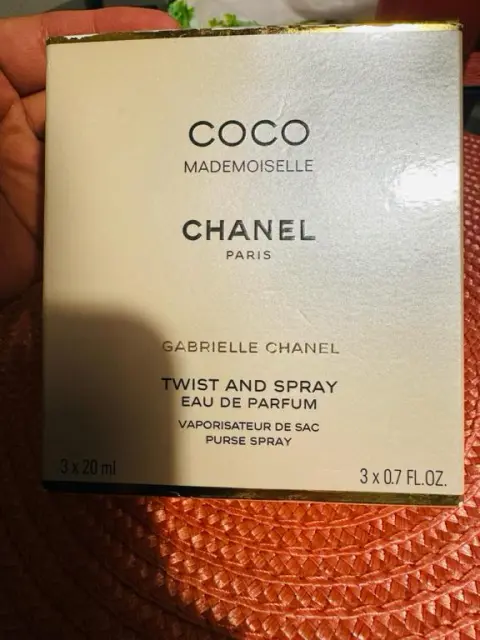 COCO
MADEMOISELLE
CHANEL
PARIS
GABRIELLE CHANEL
TWIST AND SPRAY
EAU DE PARFUM
VAPORISATEUR DE SAC
PURSE SPRAY
3 x 20 ml
3 x 0.7 FL.OZ.